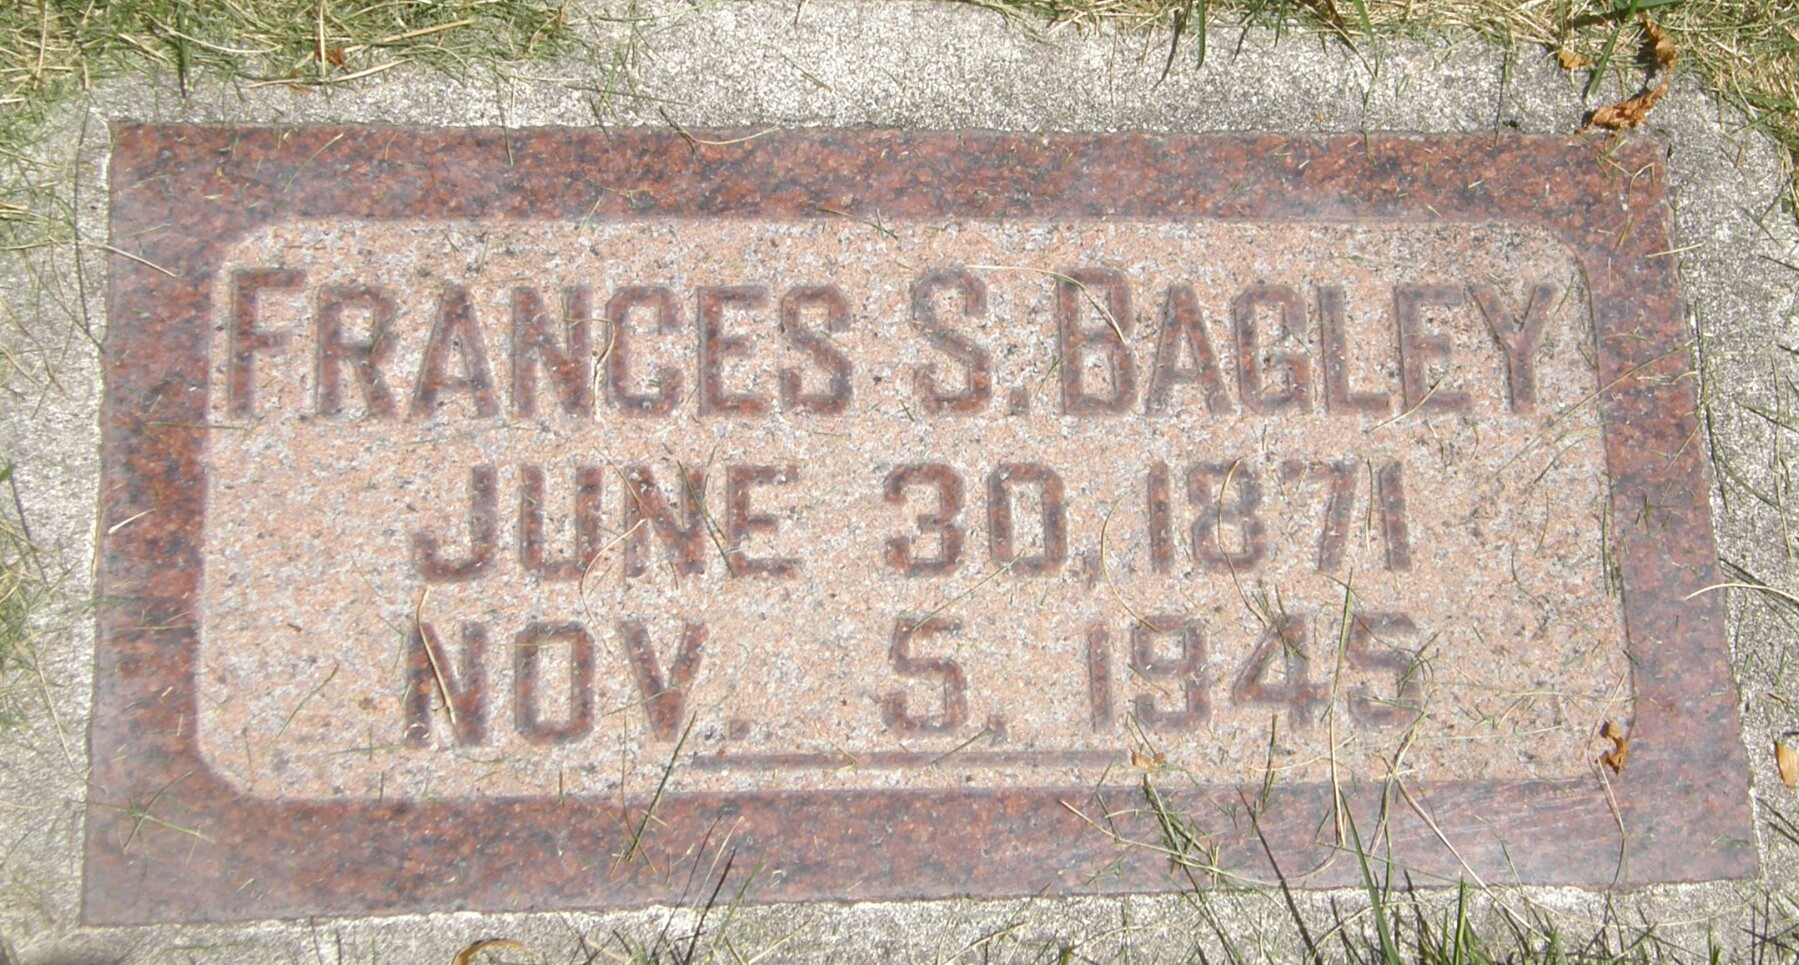 FRANCES S. BAGLEY
JUNE 30, 1871
NOV. 5, 1945